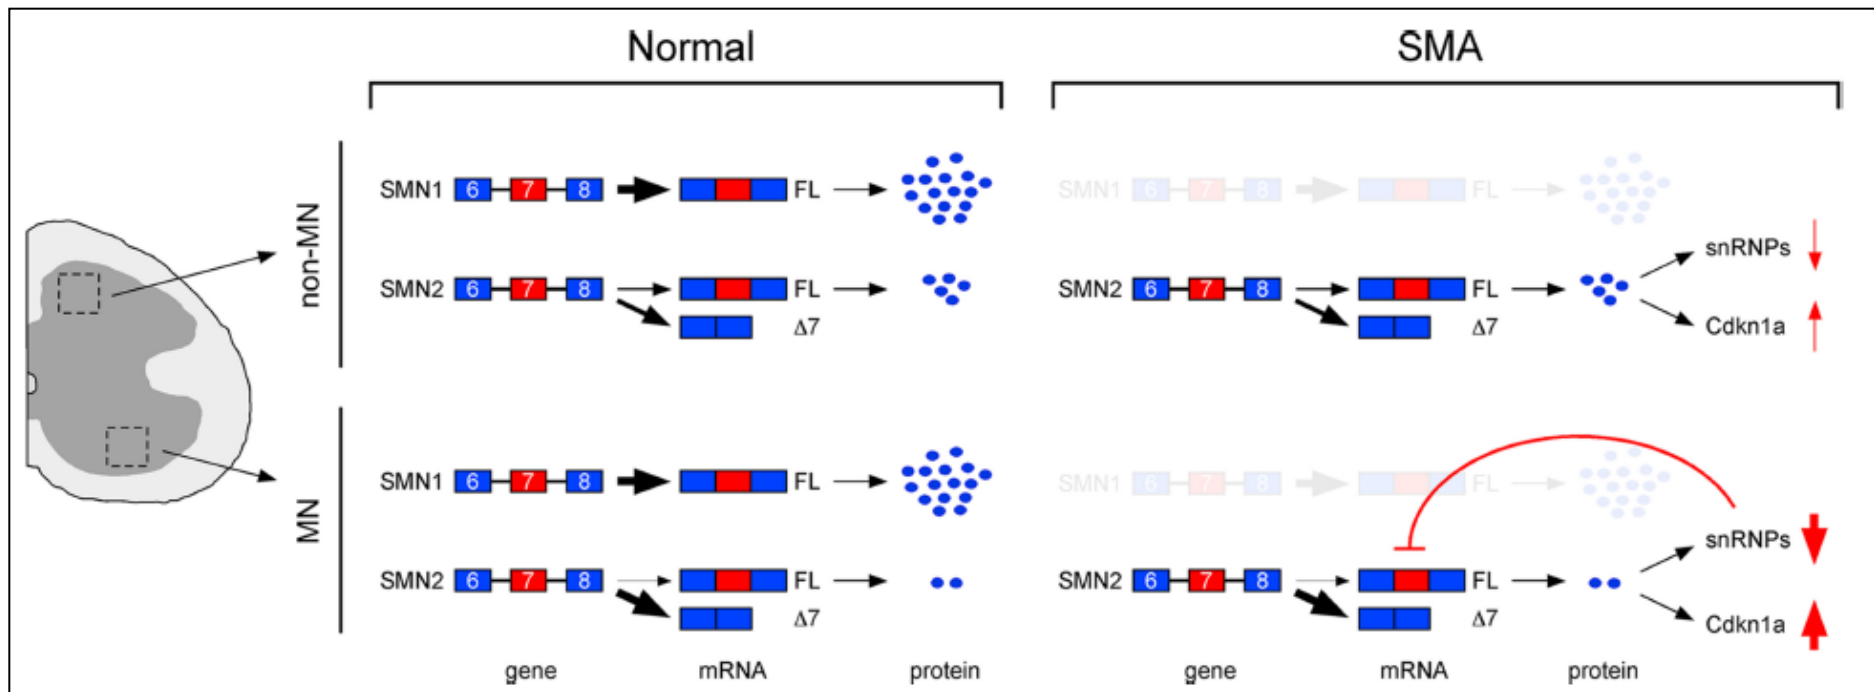 Normal
SMA
non-MN
SMN1 6 7 8 FL
SMN1 6 7 8 FL
snRNPs
SMN2 6 7 8 FL
SMN2 6 7 8 FL
Δ7
Δ7
Cdkn1a
MN
SMN1 6 7 8 FL
SMN1 6 7 8 FL
snRNPs
SMN2 6 7 8 FL
SMN2 6 7 8 FL
Δ7
Δ7
Cdkn1a
gene mRNA protein
gene mRNA protein